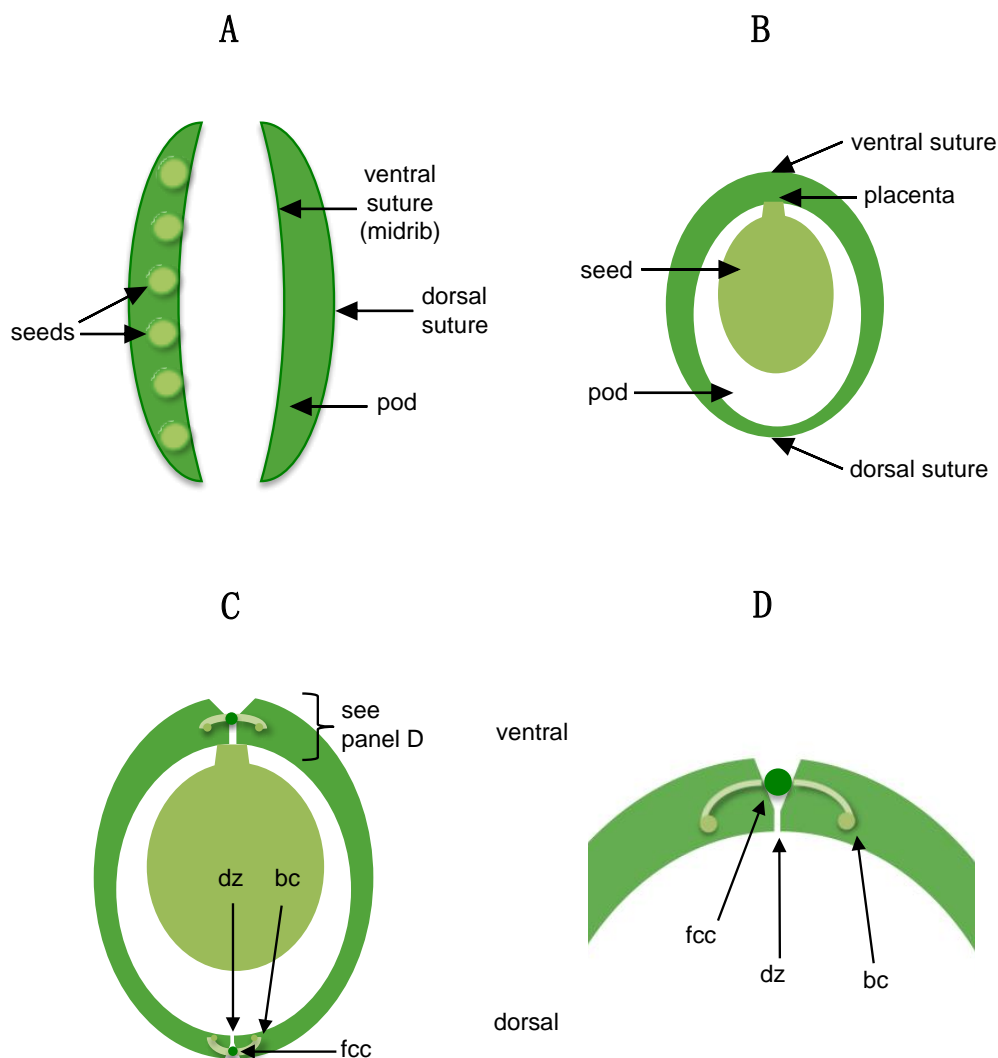 A
B
ventral
suture
(midrib)
dorsal
suture
seeds
pod
ventral suture
placenta
seed
pod
dorsal suture
C
D
see
panel D
ventral
dz
bc
fcc
dorsal
fcc
dz
bc